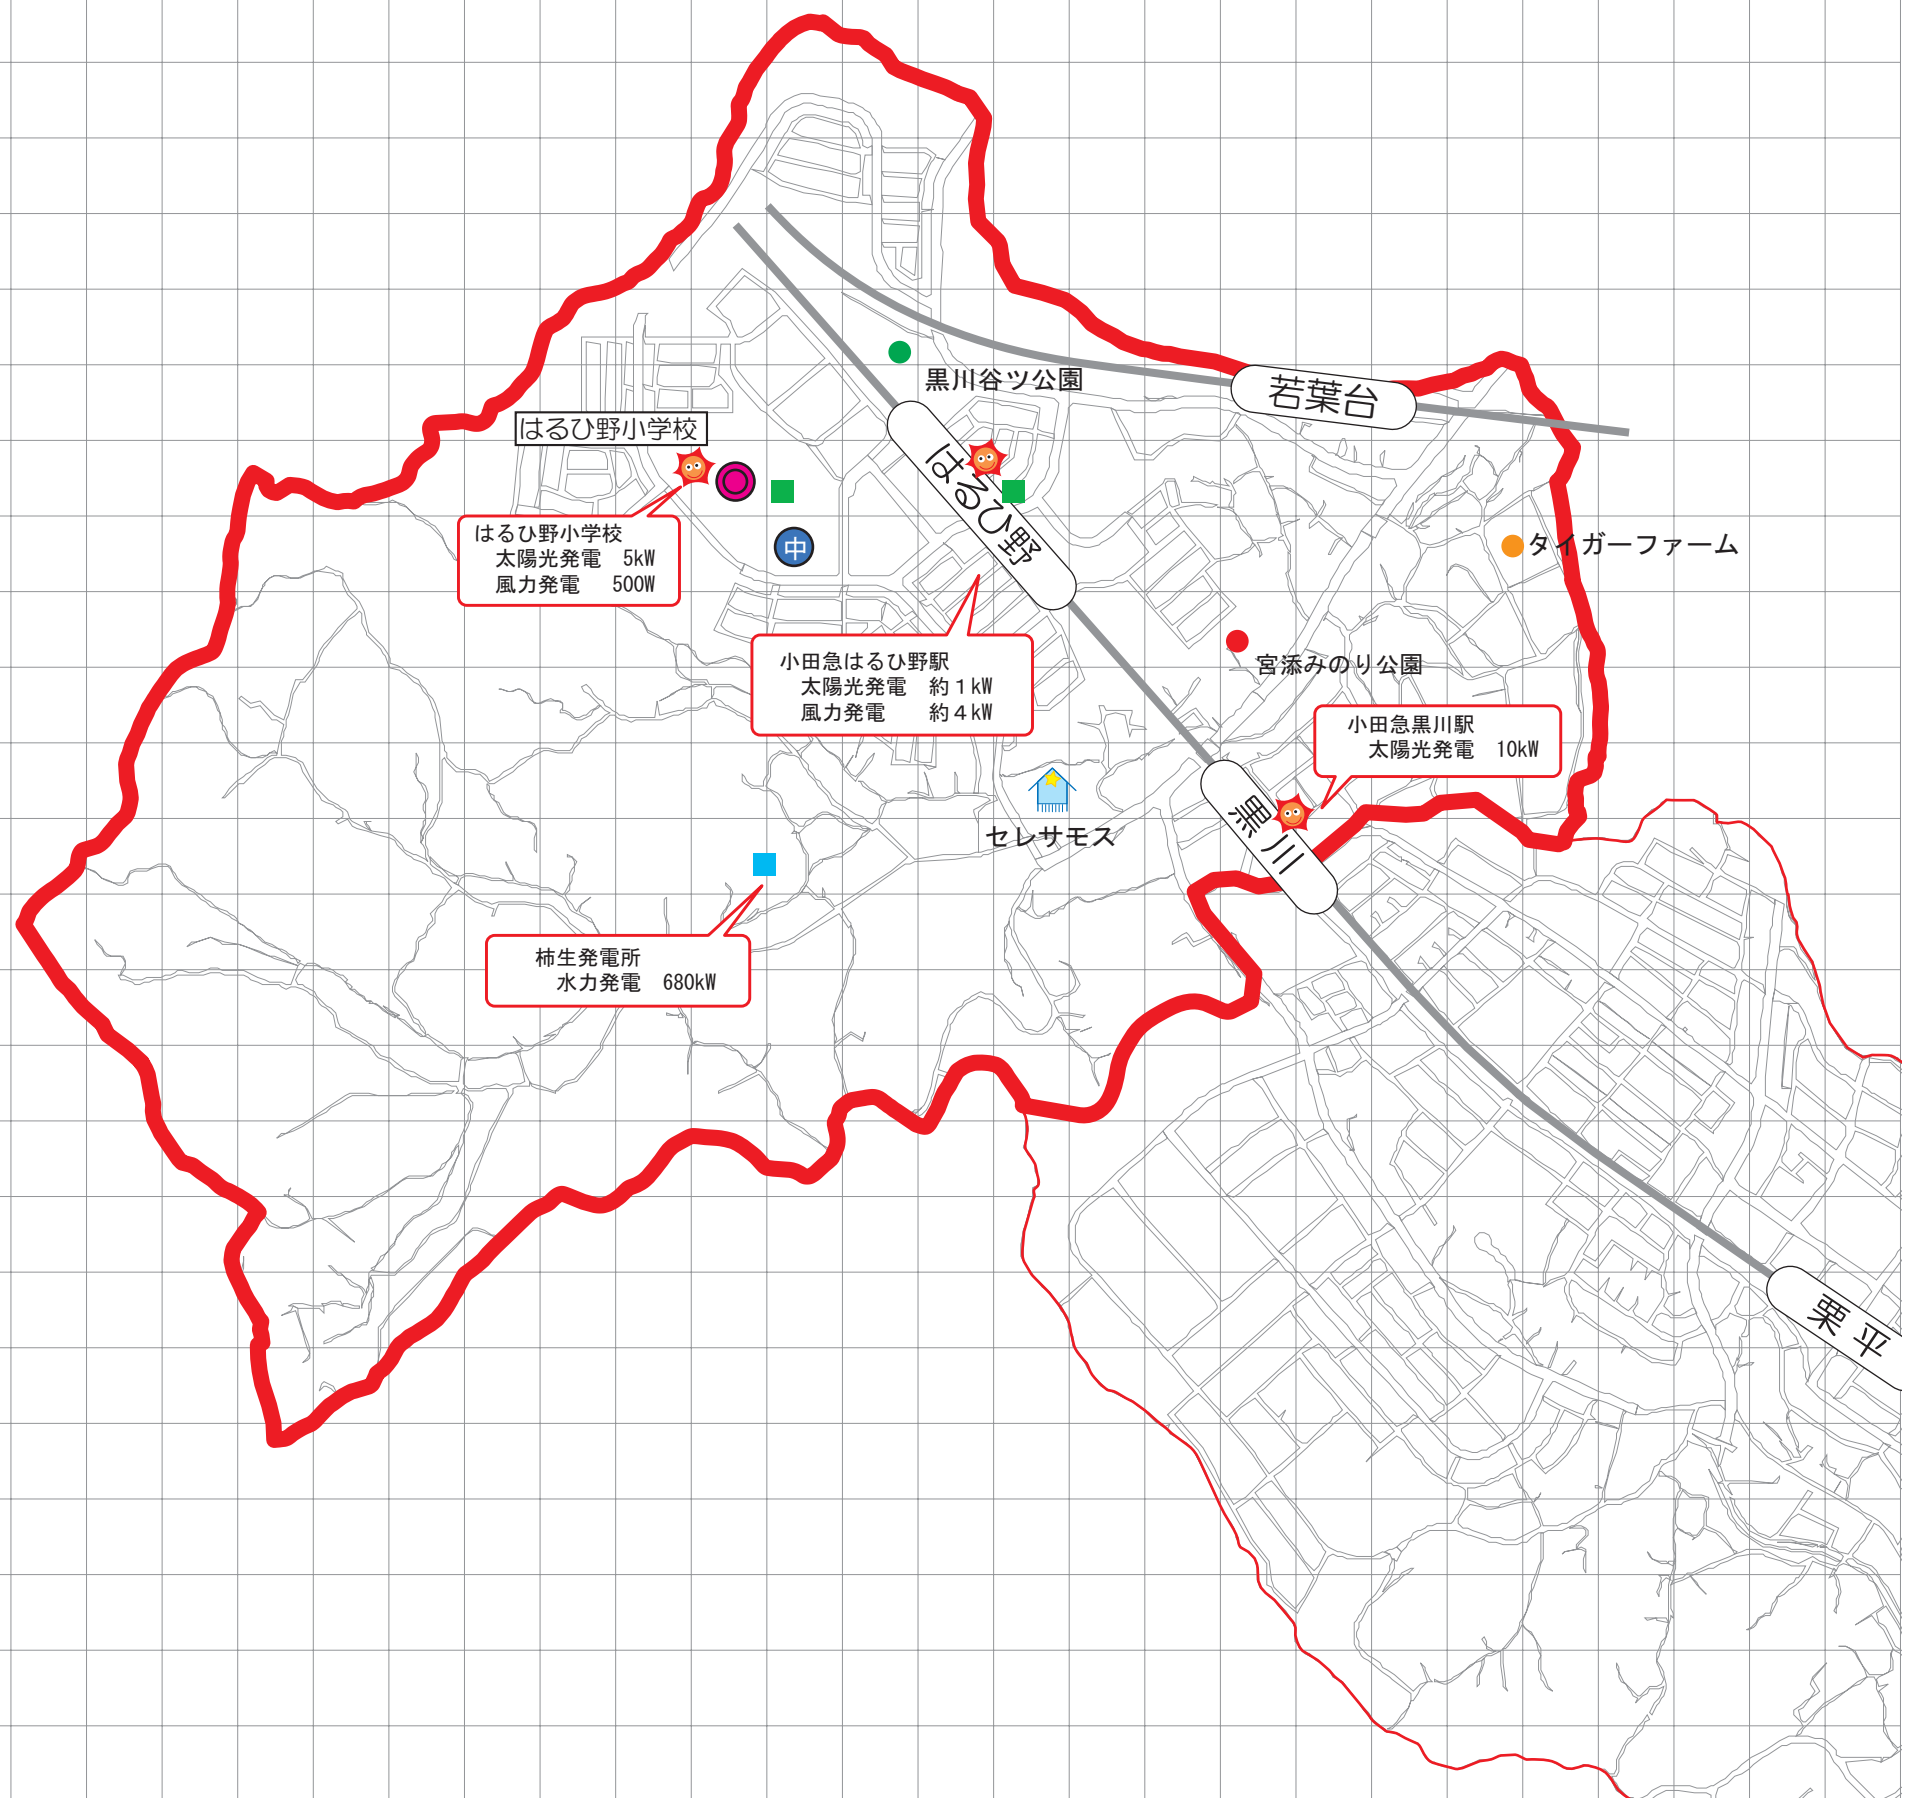 黒川谷ツ公園
若葉台
はるひ野小学校
はるひ野
はるひ野小学校
太陽光発電 5kW
風力発電 500W
中
タイガーファーム
小田急はるひ野駅
太陽光発電 約1kW
風力発電 約4kW
宮添みのり公園
小田急黒川駅
太陽光発電 10kW
黒川
セレサモス
柿生発電所
水力発電 680kW
栗平